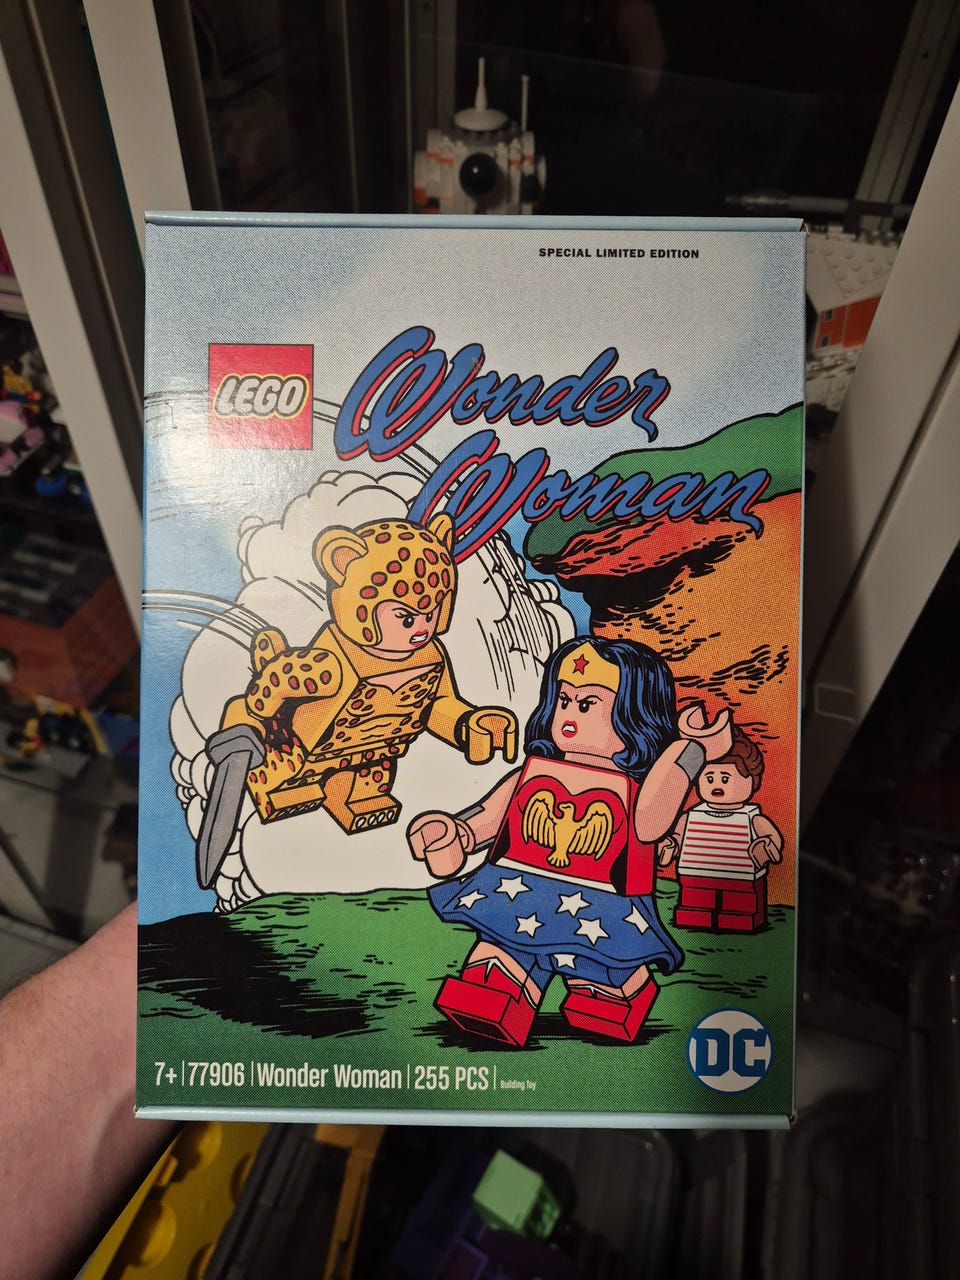 SPECIAL LIMITED EDITION
LEGO
Wonder
Woman
DC
7+ | 77906 | Wonder Woman | 255 PCS | Building Toy